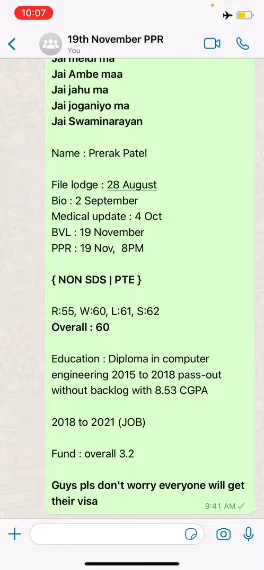 10:07
19th November PPR
You
Jai meldi ma
Jai Ambe maa
Jai jahu ma
Jai joganiyo ma
Jai Swaminarayan
Name : Prerak Patel
File lodge : 28 August
Bio : 2 September
Medical update : 4 Oct
BVL : 19 November
PPR : 19 Nov, 8PM
{ NON SDS | PTE }
R:55, W:60, L:61, S:62
Overall : 60
Education : Diploma in computer
engineering 2015 to 2018 pass-out
without backlog with 8.53 CGPA
2018 to 2021 (JOB)
Fund : overall 3.2
Guys pls don't worry everyone will get
their visa
9:41 AM